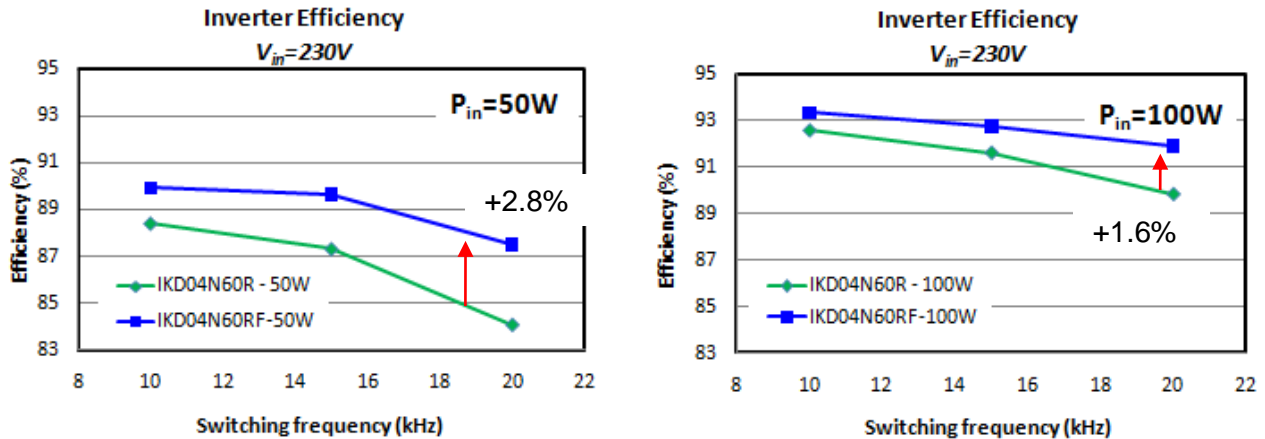 Inverter Efficiency
Vin=230V
Efficiency (%)
95
93
91
89
87
85
83
Pin=50W
+2.8%
IKD04N60R - 50W
IKD04N60RF-50W
8 10 12 14 16 18 20 22
Switching frequency (kHz)
Inverter Efficiency
Vin=230V
Efficiency (%)
95
93
91
89
87
85
83
Pin=100W
+1.6%
IKD04N60R - 100W
IKD04N60RF-100W
8 10 12 14 16 18 20 22
Switching frequency (kHz)